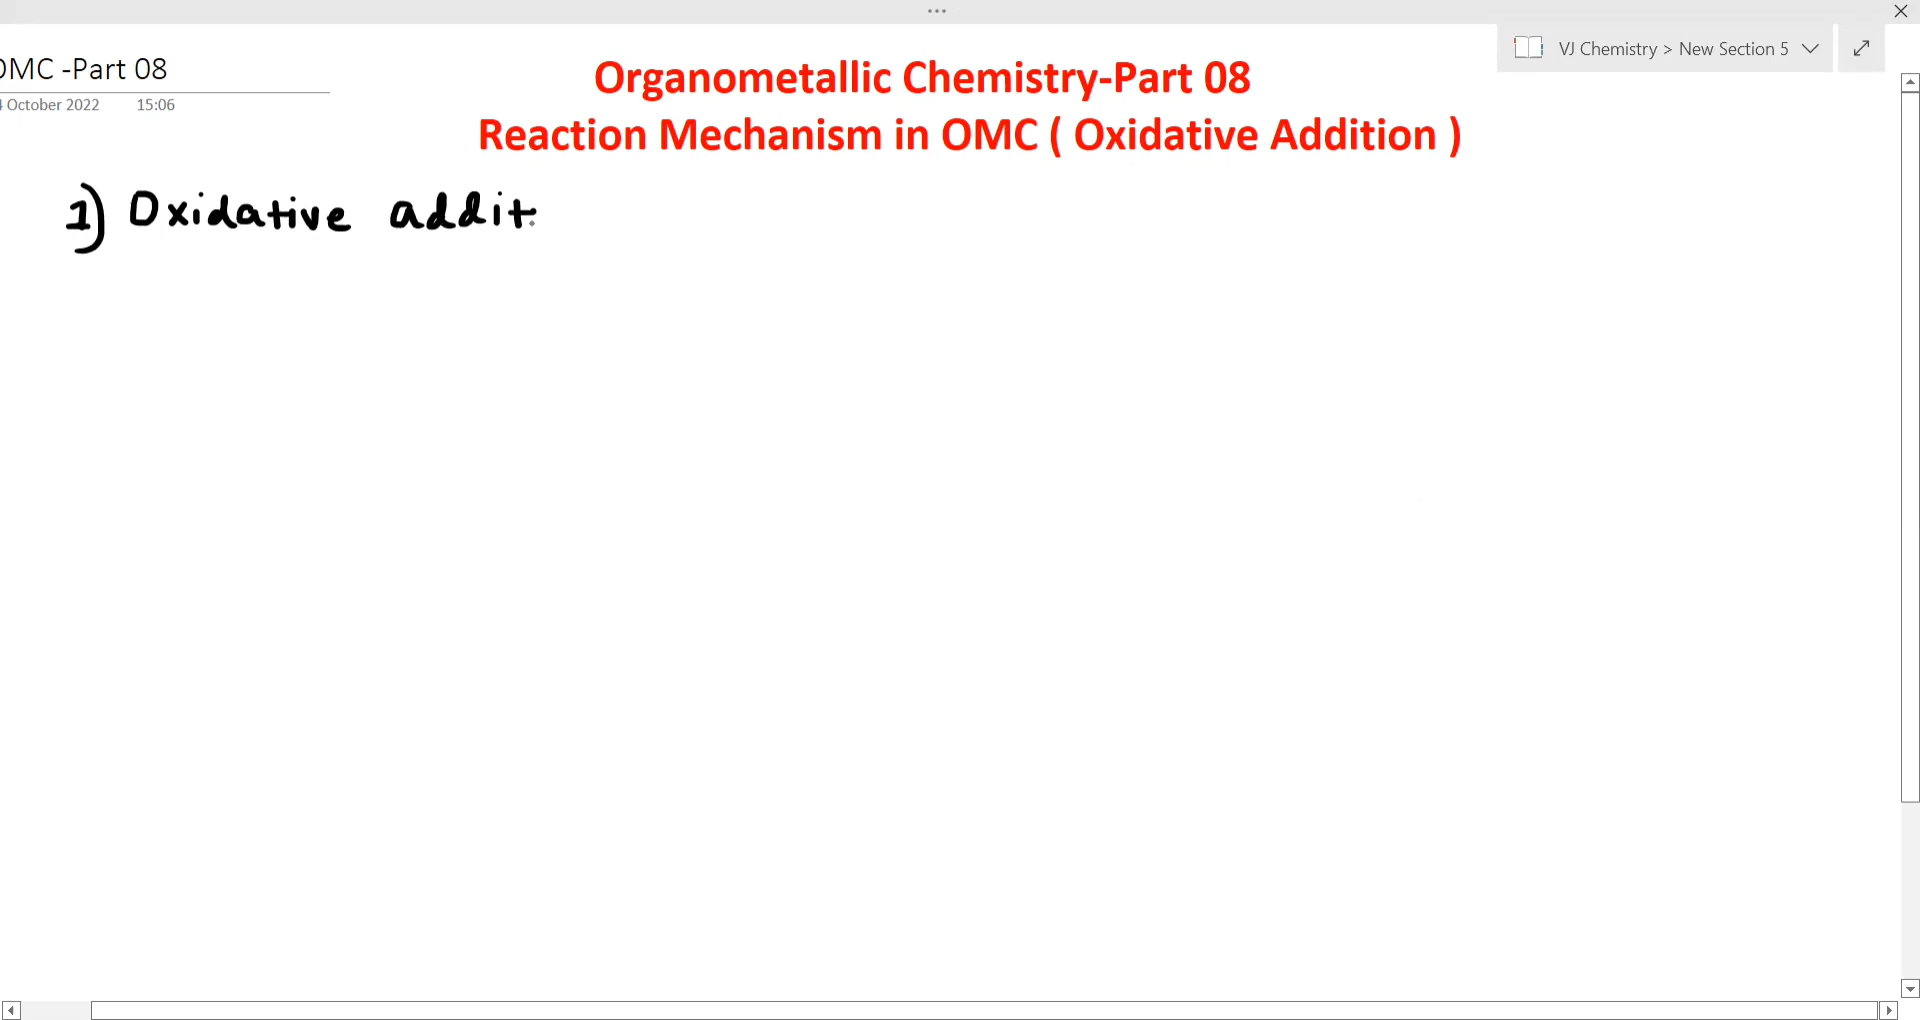 VJ Chemistry > New Section 5
MC -Part 08
October 2022 15:06
Organometallic Chemistry-Part 08
Reaction Mechanism in OMC ( Oxidative Addition )
1) Oxidative addit